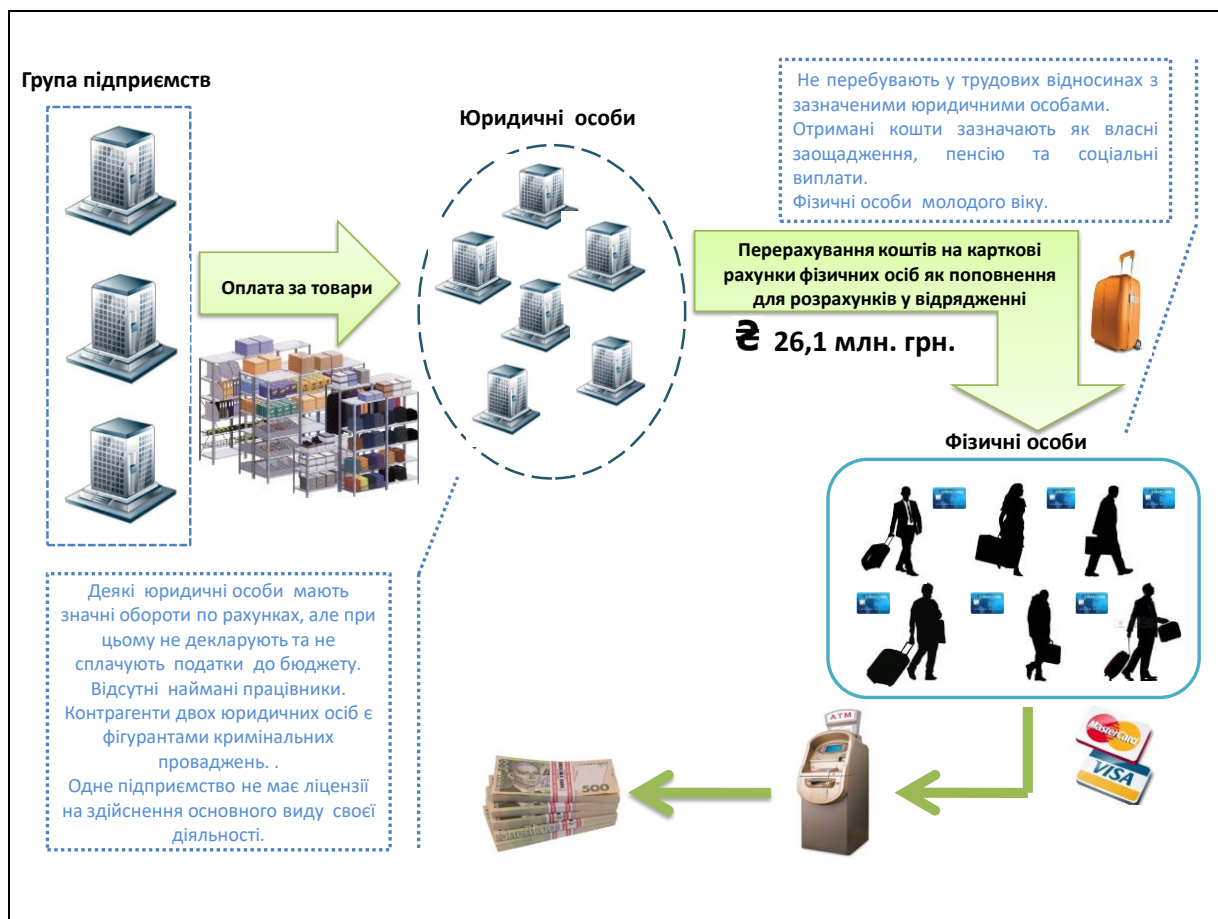 Група підприємств
Юридичні особи
Не перебувають у трудових відносинах з
зазначеними юридичними особами.
Отримані кошти зазначають як власні
заощадження, пенсію та соціальні
виплати.
Фізичні особи молодого віку.
Оплата за товари
Перерахування коштів на карткові
рахунки фізичних осіб як поповнення
для розрахунків у відрядженні
₴ 26,1 млн. грн.
Фізичні особи
Деякі юридичні особи мають
значні обороти по рахунках, але при
цьому не декларують та не
сплачують податки до бюджету.
Відсутні наймані працівники.
Контрагенти двох юридичних осіб є
фігурантами кримінальних
проваджень. .
Одне підприємство не має ліцензії
на здійснення основного виду своєї
діяльності.
ATM
MasterCard
VISA
500